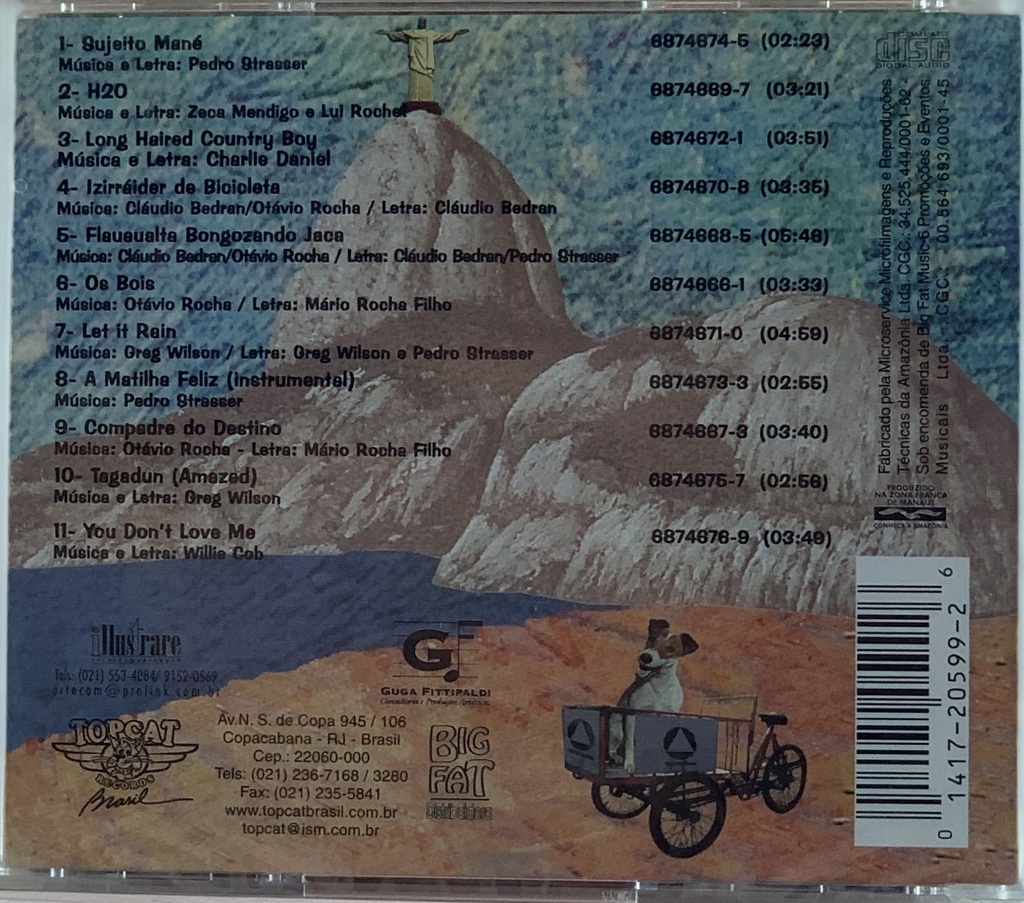 1- Sujeito Mané 6874674-5 (02:23)
Música e Letra: Pedro Strasser
2- H2O 6874669-7 (03:21)
Música e Letra: Zeca Mendigo e Lui Rochet
3- Long Haired Country Boy 6874672-1 (03:51)
Música e Letra: Charlie Daniel
4- Izirráider de Bicicleta 6874670-8 (03:35)
Música: Cláudio Bedran/Otávio Rocha / Letra: Cláudio Bedran
5- Flauaualta Bongozando Jaca 6874668-5 (05:46)
Música: Cláudio Bedran/Otávio Rocha / Letra: Cláudio Bedran/Pedro Strasser
6- Os Bois 6874666-1 (03:33)
Música: Otávio Rocha / Letra: Mário Rocha Filho
7- Let it Rain 6874671-0 (04:59)
Música: Greg Wilson / Letra: Greg Wilson e Pedro Strasser
8- A Matilha Feliz (instrumental) 6874673-3 (02:55)
Música: Pedro Strasser
9- Compadre do Destino 6874667-3 (03:40)
Música: Otávio Rocha - Letra: Mário Rocha Filho
10- Tagadun (Amazed) 6874675-7 (02:56)
Música e Letra: Greg Wilson
11- You Don't Love Me 6874676-9 (03:49)
Música e Letra: Willie Cob
COMPACT
disc
DIGITAL AUDIO
Fabricado pela Microservice Microfilmagens e Reproduções
Técnicas da Amazônia Ltda. CGC.: 34.525.444/0001-62
Sob encomenda de Big Fat Music's Promoções e Eventos
Musicais Ltda. CGC: 00.564.693/0001-45
PRODUZIDO
NA ZONA FRANCA
DE MANAUS
CONHEÇA A AMAZÔNIA
0 1417-20599-2 6
illustrare
Tels: (021) 553-4084/ 9152-0569
artecom@prolink.com.br
GF
GUGA FITTIPALDI
Consultoria e Produções Artísticas
TOPCAT
RECORDS
Brasil
Av.N. S. de Copa 945 / 106
Copacabana - RJ - Brasil
Cep.: 22060-000
Tels: (021) 236-7168 / 3280
Fax: (021) 235-5841
www.topcatbrasil.com.br
topcat@ism.com.br
BIG
FAT
Distribuidora